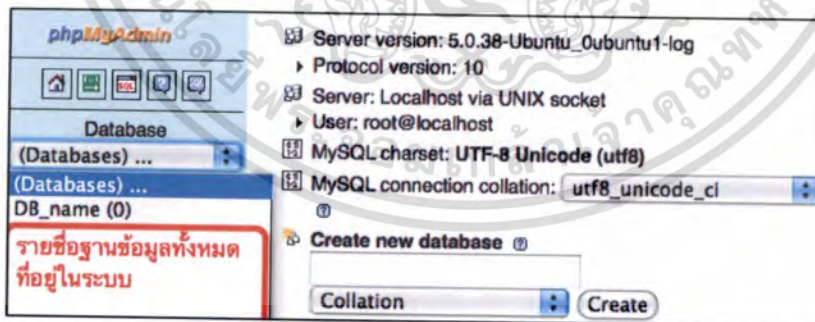 phpMyAdmin
Database
(Databases) ...
(Databases) ...
DB_name (0)
รายชื่อฐานข้อมูลทั้งหมด
ที่อยู่ในระบบ
Server version: 5.0.38-Ubuntu_0ubuntu1-log
Protocol version: 10
Server: Localhost via UNIX socket
User: root@localhost
MySQL charset: UTF-8 Unicode (utf8)
MySQL connection collation: utf8_unicode_ci
Create new database
Collation
Create